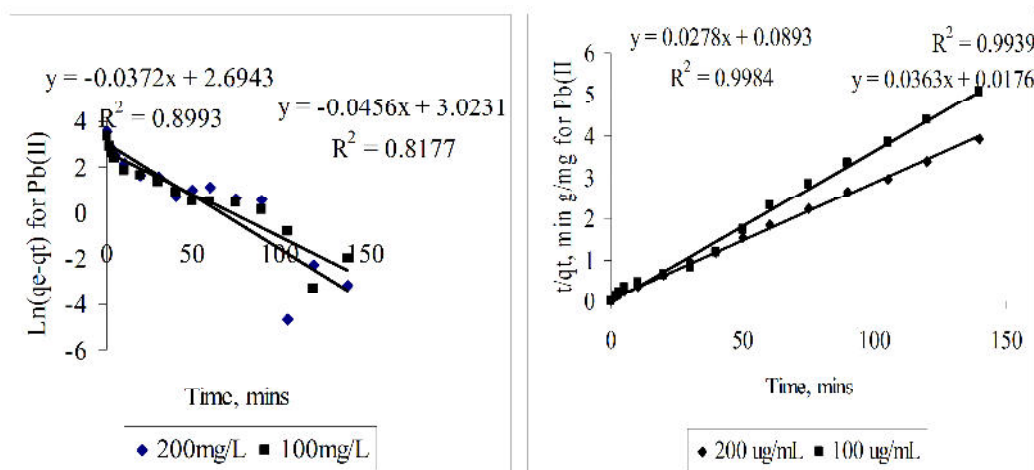 y = -0.0372x + 2.6943
R² = 0.8993
y = -0.0456x + 3.0231
R² = 0.8177
Ln(qe-qt) for Pb(II)
4
2
0
-2
-4
-6
0
50
100
150
Time, mins
200mg/L 100mg/L
y = 0.0278x + 0.0893
R² = 0.9984
R² = 0.9939
y = 0.0363x + 0.0176
t/qt, min g/mg for Pb(II
6
5
4
3
2
1
0
0 50 100 150
Time, mins
200 ug/mL 100 ug/mL